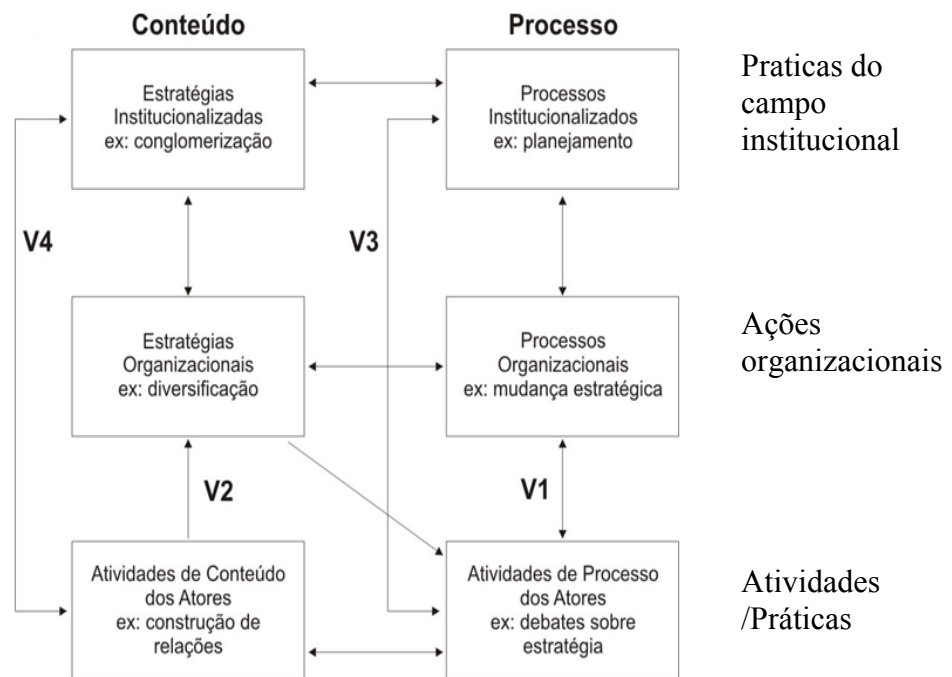 Conteúdo
Processo
Estratégias
Institucionalizadas
ex: conglomerização
Processos
Institucionalizados
ex: planejamento
Praticas do
campo
institucional
V4
V3
Estratégias
Organizacionais
ex: diversificação
Processos
Organizacionais
ex: mudança estratégica
Ações
organizacionais
V2
V1
Atividades de Conteúdo
dos Atores
ex: construção de
relações
Atividades de Processo
dos Atores
ex: debates sobre
estratégia
Atividades
/Práticas